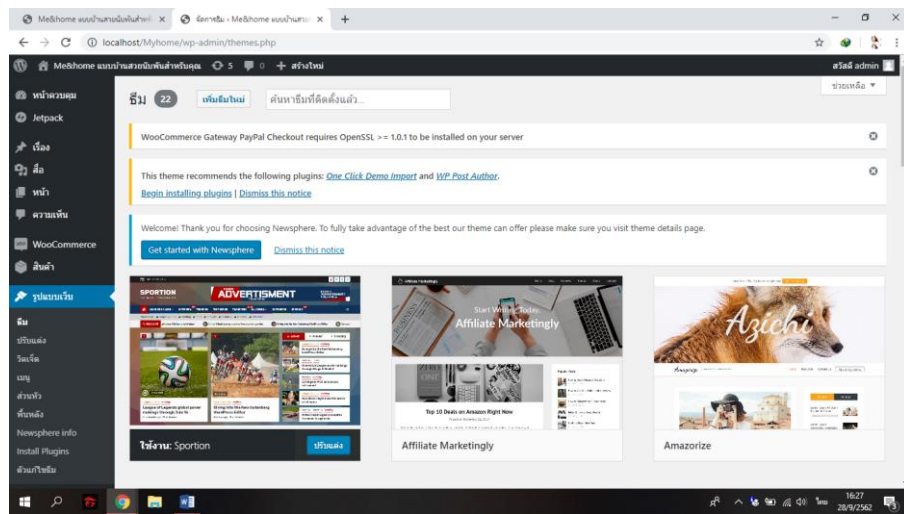 Me&home แบบบ้านสวยนับพันสำหรั
จัดการธีม ‹ Me&home แบบบ้านสวย
localhost/Myhome/wp-admin/themes.php
Me&home แบบบ้านสวยนับพันสำหรับคุณ 5 0 + สร้างใหม่
สวัสดี admin
หน้าควบคุม
Jetpack
เรื่อง
สื่อ
หน้า
ความเห็น
WooCommerce
สินค้า
รูปแบบเว็บ
ธีม
ปรับแต่ง
วิดเจ็ต
เมนู
ส่วนหัว
พื้นหลัง
Newsphere info
Install Plugins
ตัวแก้ไขธีม
ช่วยเหลือ
ธีม 22 เพิ่มธีมใหม่ ค้นหาธีมที่ติดตั้งแล้ว...
WooCommerce Gateway PayPal Checkout requires OpenSSL >= 1.0.1 to be installed on your server
This theme recommends the following plugins: One Click Demo Import and WP Post Author.
Begin installing plugins | Dismiss this notice
Welcome! Thank you for choosing Newsphere. To fully take advantage of the best our theme can offer please make sure you visit theme details page.
Get started with Newsphere Dismiss this notice
SPORTION
ADVERTISMENT
Affiliate Marketingly
Start Writing Today.
Affiliate Marketingly
Top 10 Deals on Amazon Right Now
Azichi
Amazorize
ใช้งาน: Sportion ปรับแต่ง
Affiliate Marketingly
Amazorize
ไทย
16:27
28/9/2562